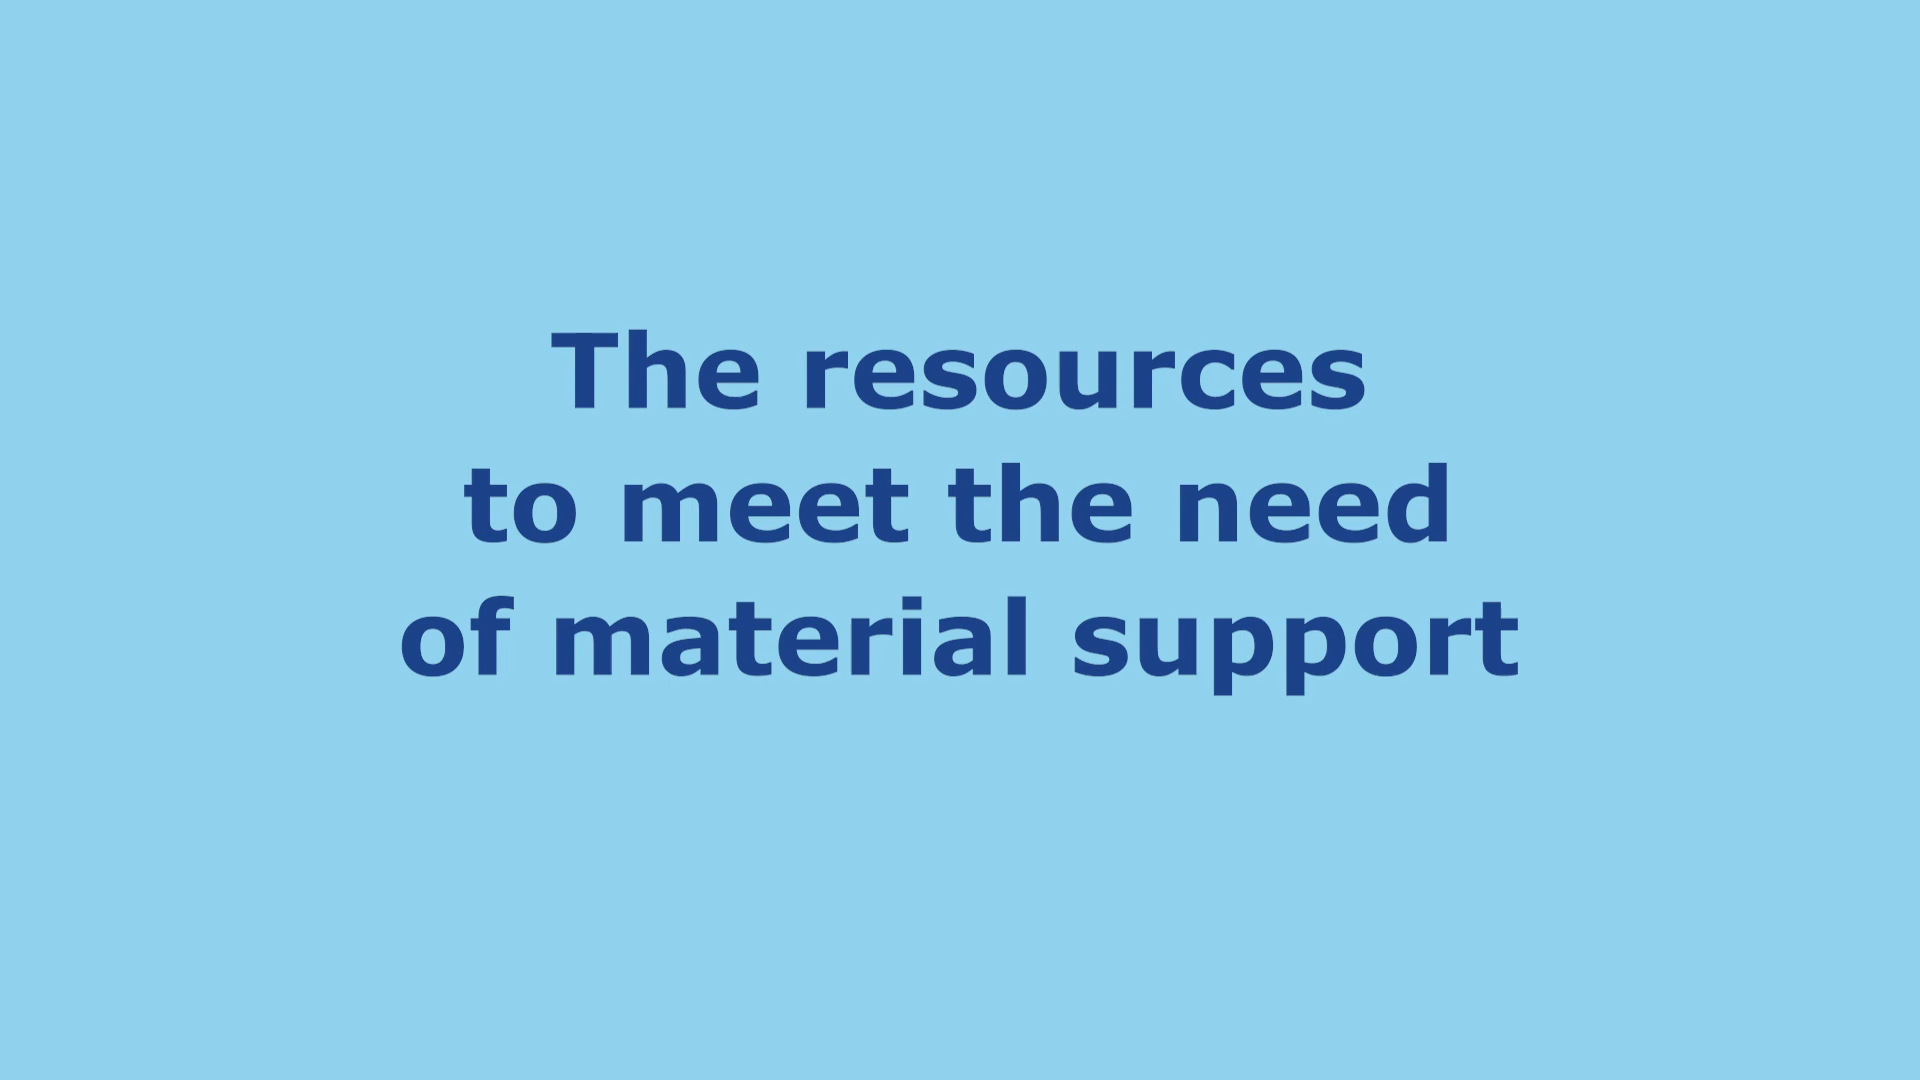 The resources
to meet the need
of material support